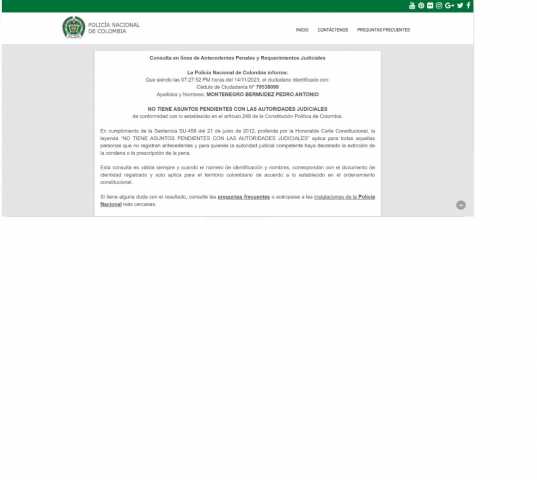 POLICÍA NACIONAL
DE COLOMBIA
INICIO CONTÁCTENOS PREGUNTAS FRECUENTES
Consulta en línea de Antecedentes Penales y Requerimientos Judiciales
La Policía Nacional de Colombia informa:
Que siendo las 07:27:52 PM horas del 14/11/2023, el ciudadano identificado con:
Cédula de Ciudadanía Nº 79538098
Apellidos y Nombres: MONTENEGRO BERMUDEZ PEDRO ANTONIO
NO TIENE ASUNTOS PENDIENTES CON LAS AUTORIDADES JUDICIALES
de conformidad con lo establecido en el artículo 248 de la Constitución Política de Colombia.
En cumplimiento de la Sentencia SU-458 del 21 de junio de 2012, proferida por la Honorable Corte Constitucional, la
leyenda "NO TIENE ASUNTOS PENDIENTES CON LAS AUTORIDADES JUDICIALES" aplica para todas aquellas
personas que no registran antecedentes y para quienes la autoridad judicial competente haya decretado la extinción de
la condena o la prescripción de la pena.
Esta consulta es válida siempre y cuando el número de identificación y nombres, correspondan con el documento de
identidad registrado y solo aplica para el territorio colombiano de acuerdo a lo establecido en el ordenamiento
constitucional.
Si tiene alguna duda con el resultado, consulte las preguntas frecuentes o acérquese a las instalaciones de la Policía
Nacional más cercanas.